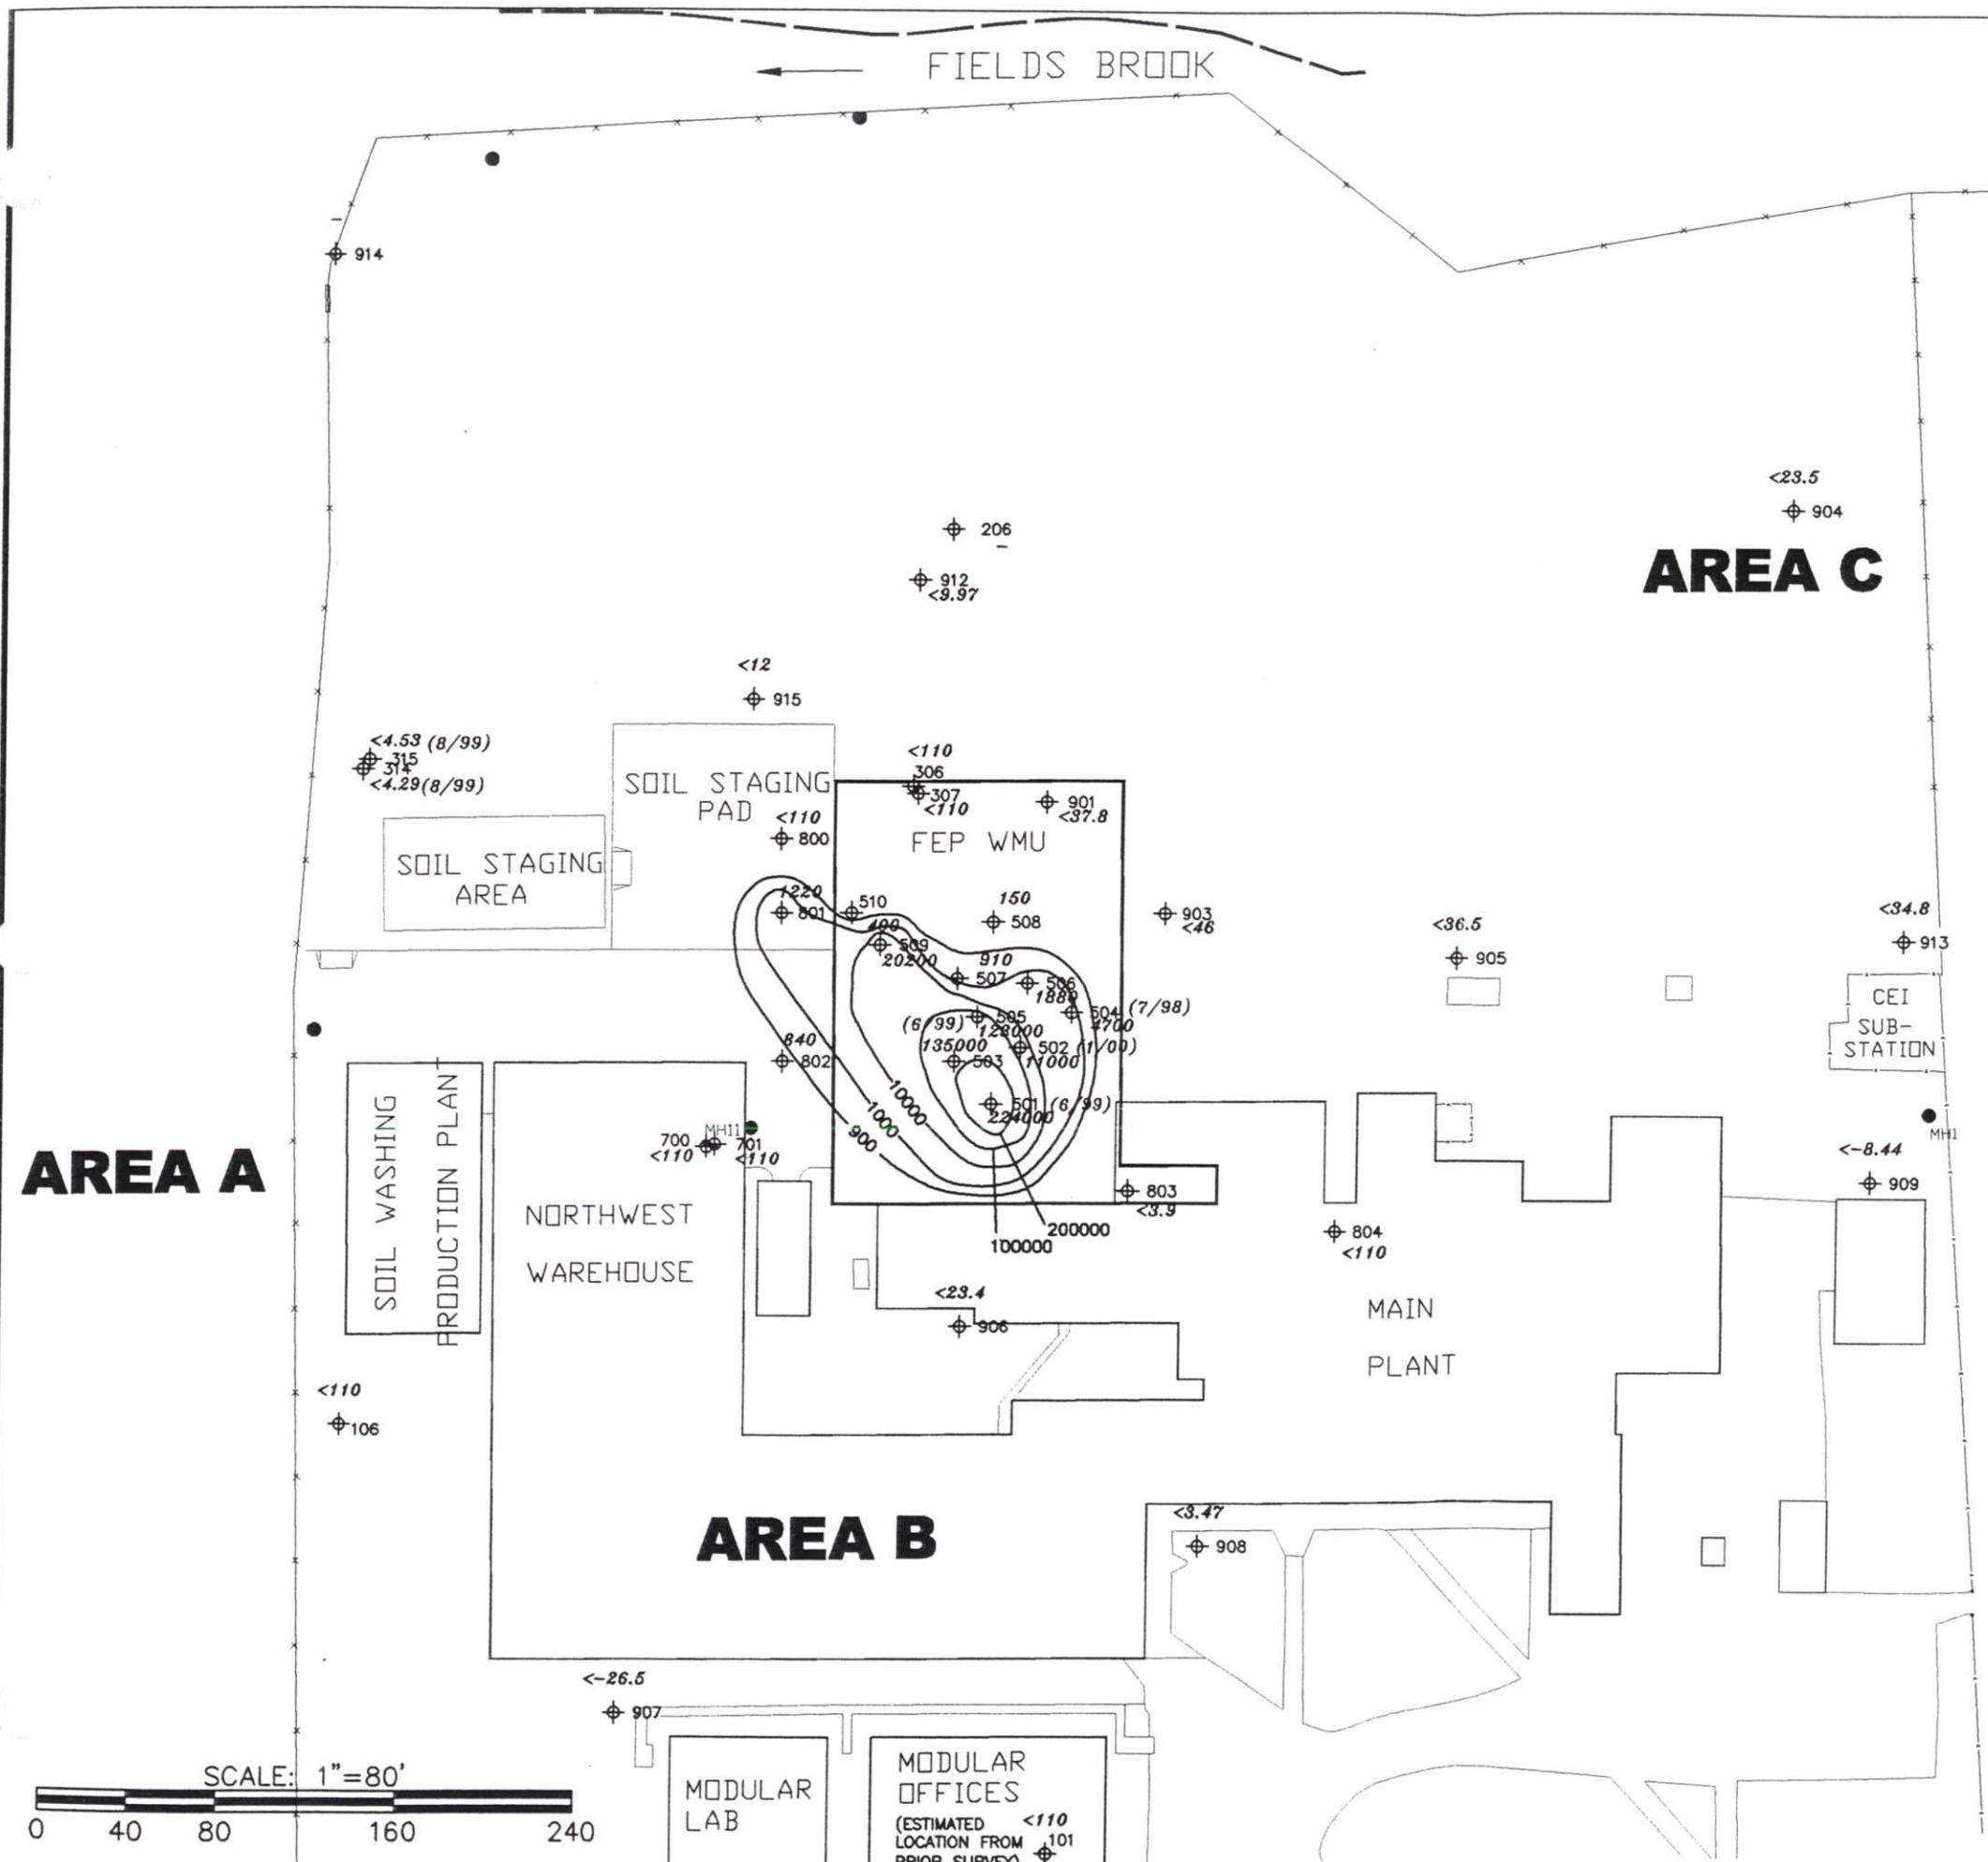 FIELDS BROOK
914
<23.5
904
AREA C
206
912
<9.97
<12
915
<4.53 (8/99)
315
314
<4.29(8/99)
<110
306
307
<110
901
<37.8
SOIL STAGING
PAD
<110
800
FEP WMU
SOIL STAGING
AREA
1220
801
510
400
509
20200
150
508
903
<46
<36.5
905
<34.8
913
910
507
506
1880
504 (7/98)
4700
505
123000
(6/99)
135000
503
502 (1/00)
11000
501 (6/99)
224000
840
802
10000
1000
900
CEI
SUB-
STATION
MH1
<-8.44
909
AREA A
SOIL WASHING
PRODUCTION PLAN
MH11
700
<110
701
<110
NORTHWEST
WAREHOUSE
803
<3.9
200000
100000
804
<110
<23.4
906
MAIN
PLANT
<110
106
AREA B
<3.47
908
<-26.5
907
SCALE: 1"=80'
0 40 80 160 240
MODULAR
LAB
MODULAR
OFFICES
(ESTIMATED
LOCATION FROM
PRIOR SURVEY)
<110
101